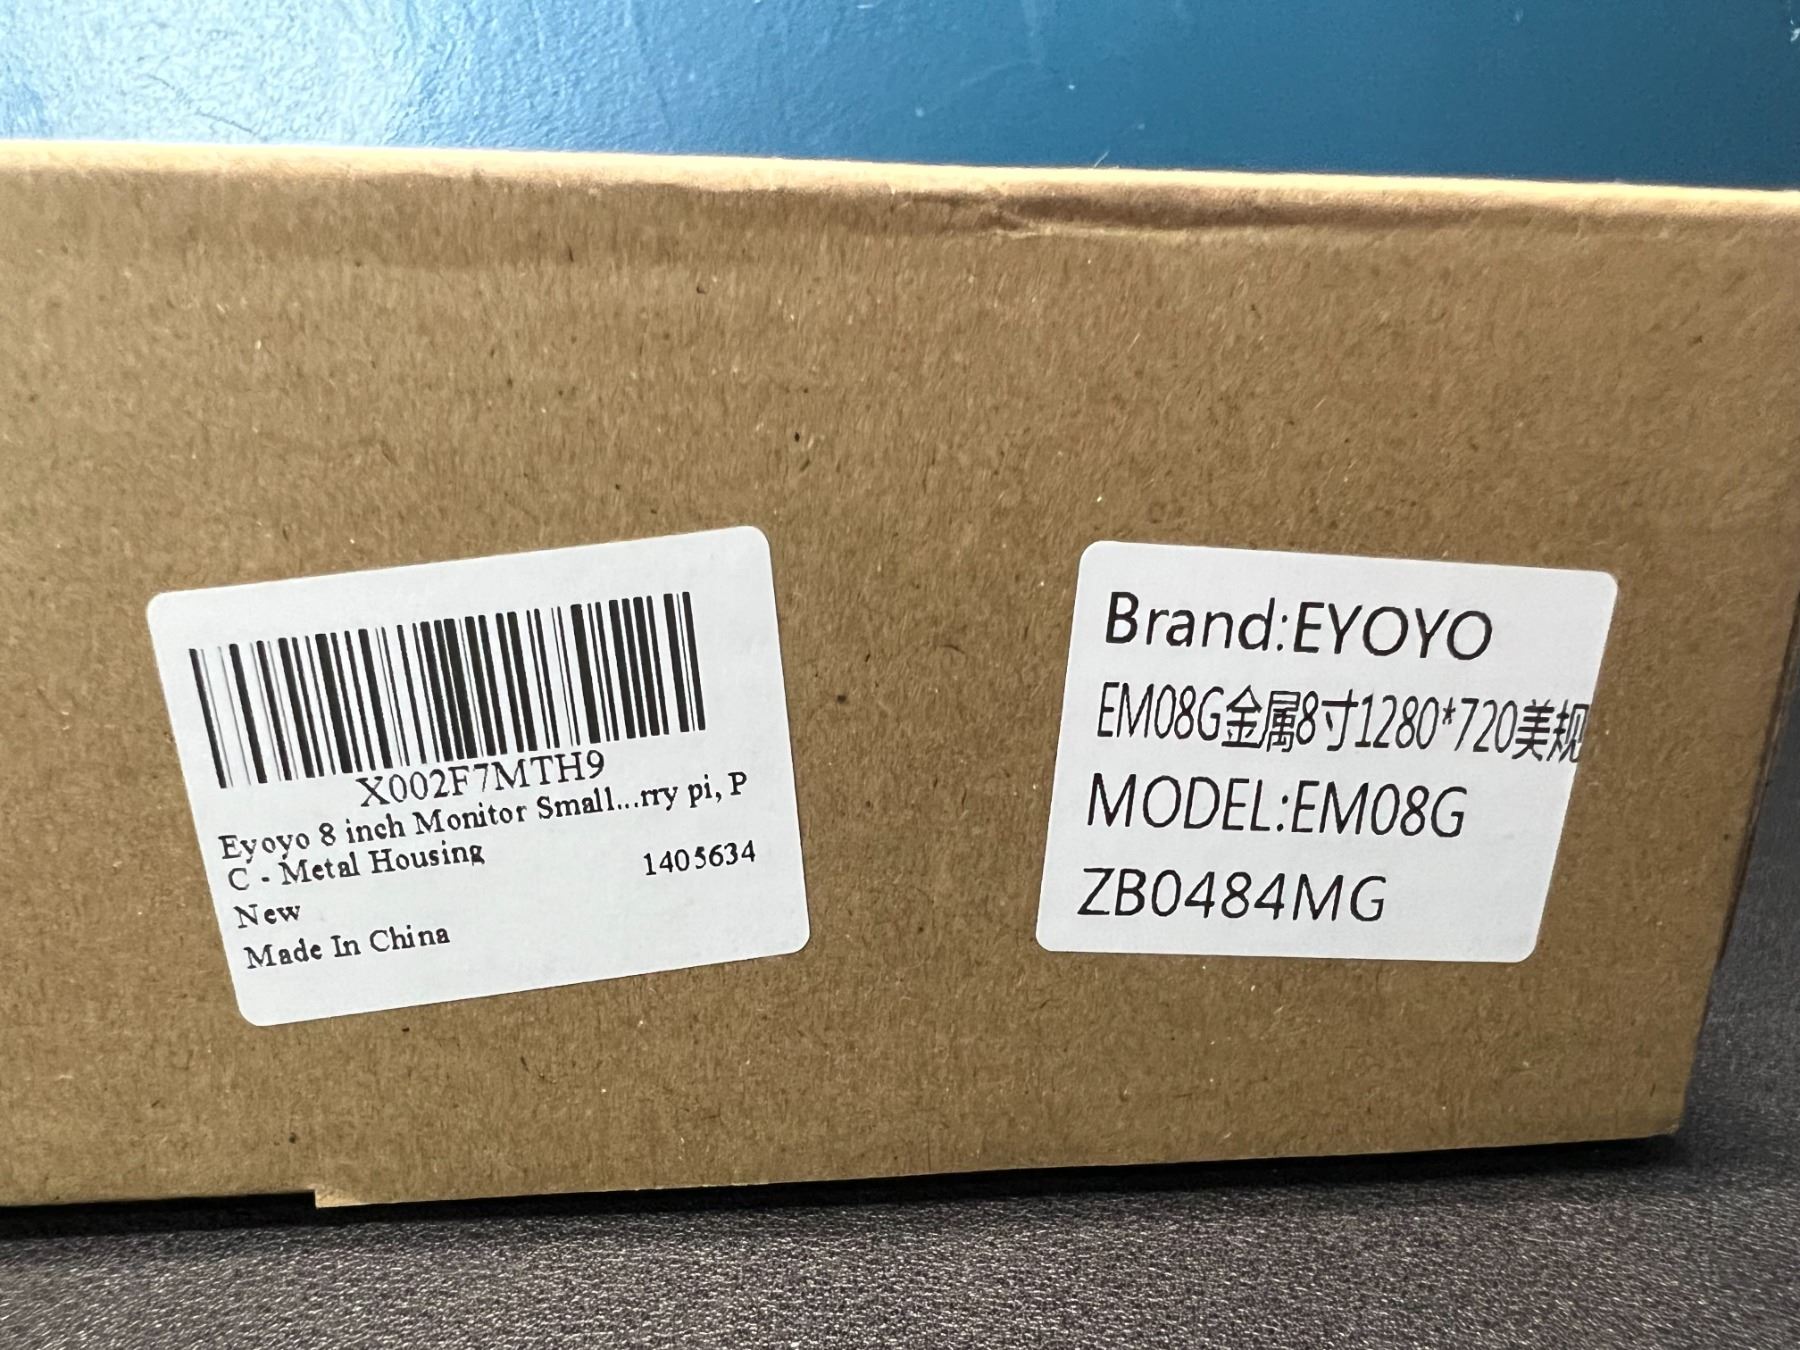 X002F7MTH9
Eyoyo 8 inch Monitor Small...rry pi, P
C - Metal Housing
1405634
New
Made In China
Brand:EYOYO
EM08G金属8寸1280*720美规
MODEL:EM08G
ZB0484MG